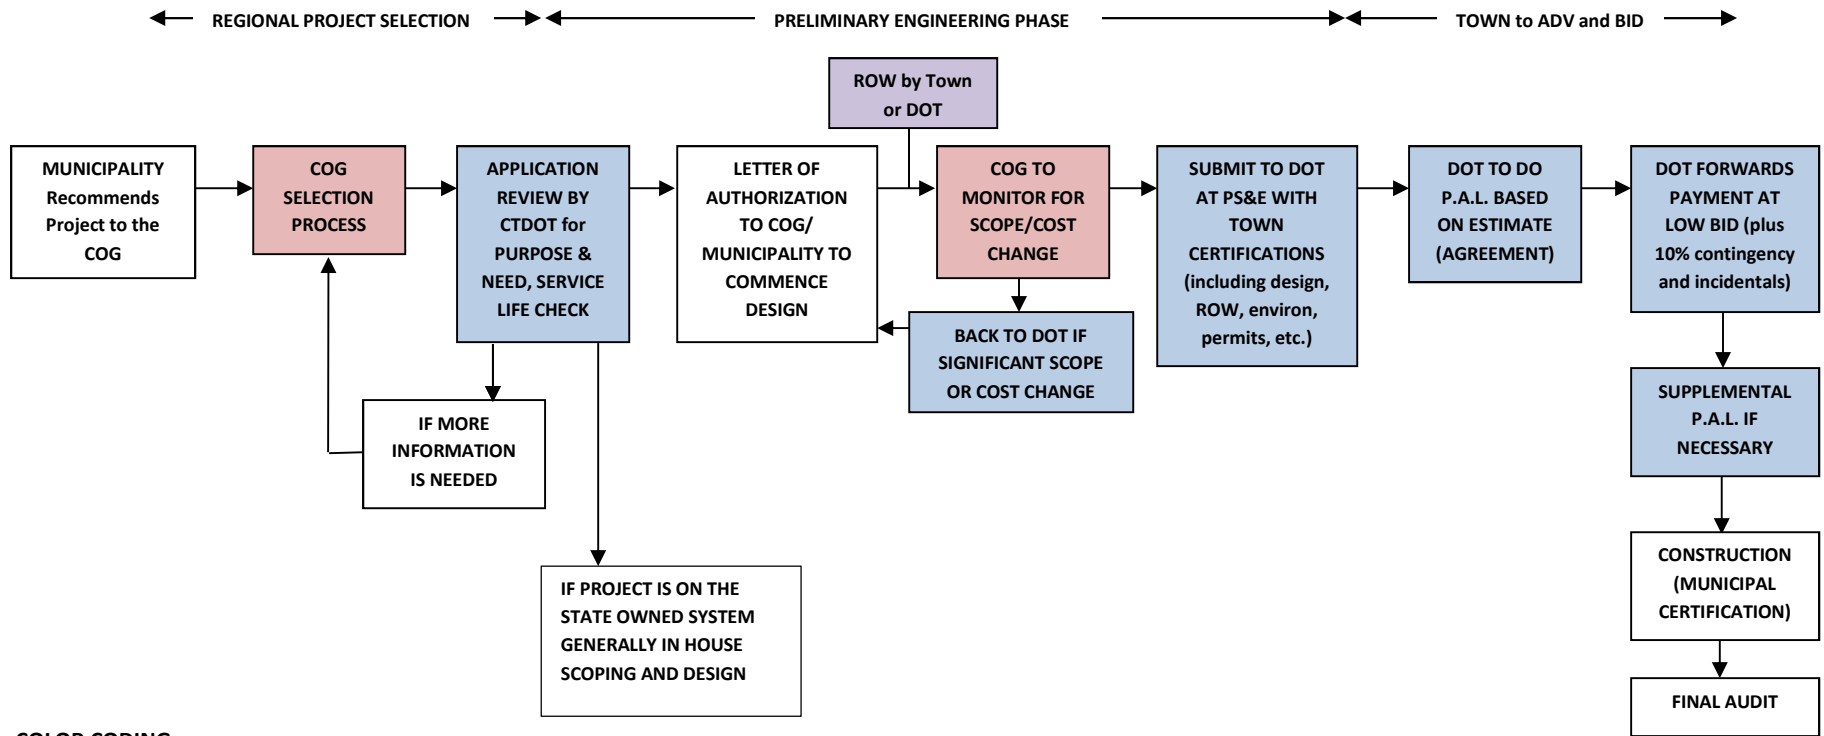 REGIONAL PROJECT SELECTION
PRELIMINARY ENGINEERING PHASE
TOWN to ADV and BID
ROW by Town
or DOT
MUNICIPALITY
Recommends
Project to the
COG
COG
SELECTION
PROCESS
APPLICATION
REVIEW BY
CTDOT for
PURPOSE &
NEED, SERVICE
LIFE CHECK
LETTER OF
AUTHORIZATION
TO COG/
MUNICIPALITY TO
COMMENCE
DESIGN
COG TO
MONITOR FOR
SCOPE/COST
CHANGE
SUBMIT TO DOT
AT PS&E WITH
TOWN
CERTIFICATIONS
(including design,
ROW, environ,
permits, etc.)
DOT TO DO
P.A.L. BASED
ON ESTIMATE
(AGREEMENT)
DOT FORWARDS
PAYMENT AT
LOW BID (plus
10% contingency
and incidentals)
BACK TO DOT IF
SIGNIFICANT SCOPE
OR COST CHANGE
IF MORE
INFORMATION
IS NEEDED
SUPPLEMENTAL
P.A.L. IF
NECESSARY
IF PROJECT IS ON THE
STATE OWNED SYSTEM
GENERALLY IN HOUSE
SCOPING AND DESIGN
CONSTRUCTION
(MUNICIPAL
CERTIFICATION)
FINAL AUDIT
COLOR CODING